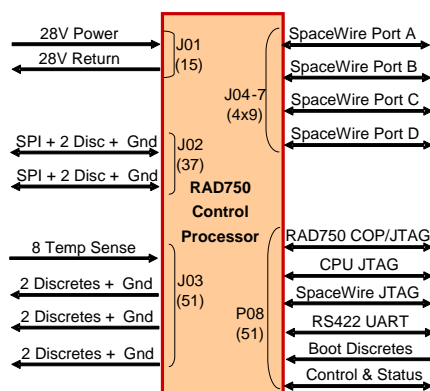 28V Power
28V Return
J01
(15)
SPI + 2 Disc + Gnd
SPI + 2 Disc + Gnd
J02
(37)
8 Temp Sense
2 Discretes + Gnd
2 Discretes + Gnd
2 Discretes + Gnd
J03
(51)
RAD750
Control
Processor
J04-7
(4x9)
SpaceWire Port A
SpaceWire Port B
SpaceWire Port C
SpaceWire Port D
P08
(51)
RAD750 COP/JTAG
CPU JTAG
SpaceWire JTAG
RS422 UART
Boot Discretes
Control & Status